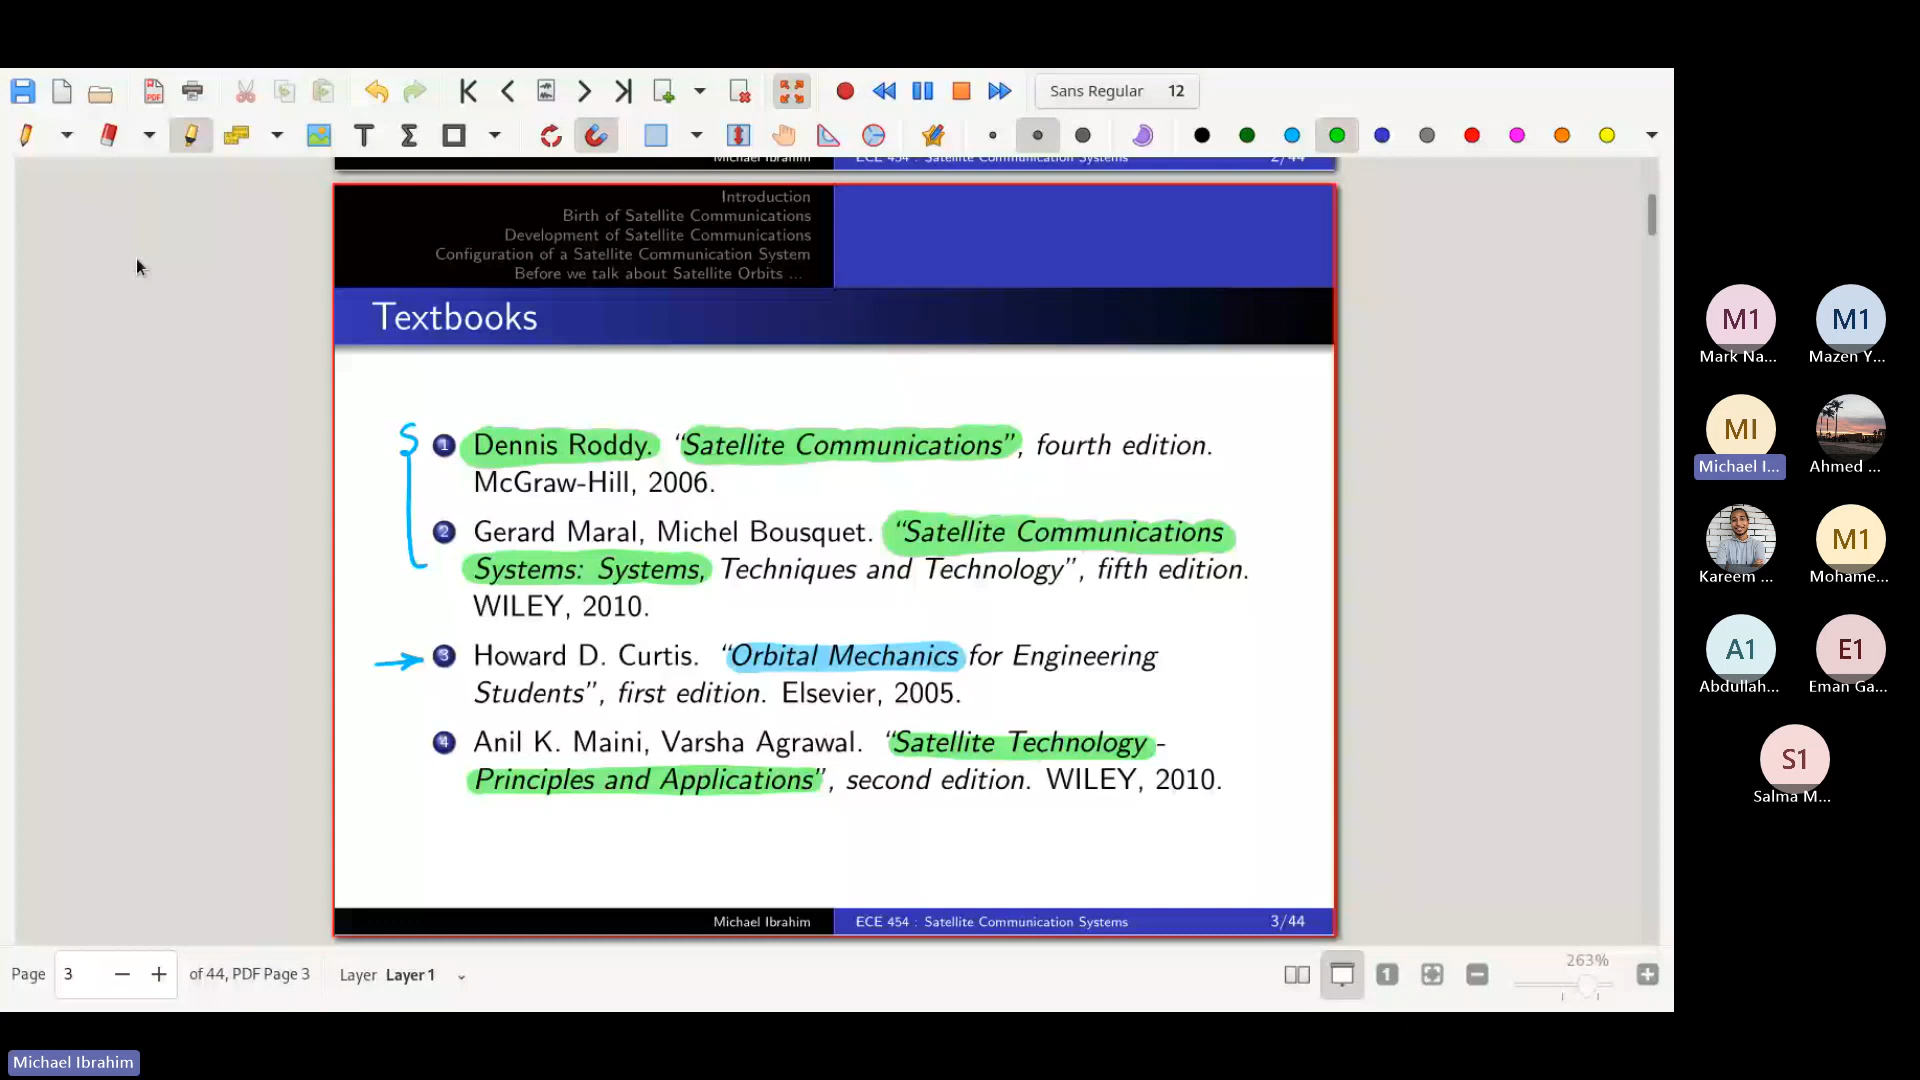 Sans Regular 12
Michael Ibrahim ECE 454 : Satellite Communication Systems 2/44
Introduction
Birth of Satellite Communications
Development of Satellite Communications
Configuration of a Satellite Communication System
Before we talk about Satellite Orbits ...
Textbooks
1 Dennis Roddy. “Satellite Communications”, fourth edition.
McGraw-Hill, 2006.
2 Gerard Maral, Michel Bousquet. “Satellite Communications
Systems: Systems, Techniques and Technology”, fifth edition.
WILEY, 2010.
3 Howard D. Curtis. “Orbital Mechanics for Engineering
Students”, first edition. Elsevier, 2005.
4 Anil K. Maini, Varsha Agrawal. “Satellite Technology -
Principles and Applications”, second edition. WILEY, 2010.
Michael Ibrahim ECE 454 : Satellite Communication Systems 3/44
Page 3 of 44, PDF Page 3 Layer Layer 1 263%
M1 M1
Mark Na... Mazen Y...
MI
Michael I... Ahmed ...
M1
Kareem ... Mohame...
A1 E1
Abdullah... Eman Ga...
S1
Salma M...
Michael Ibrahim